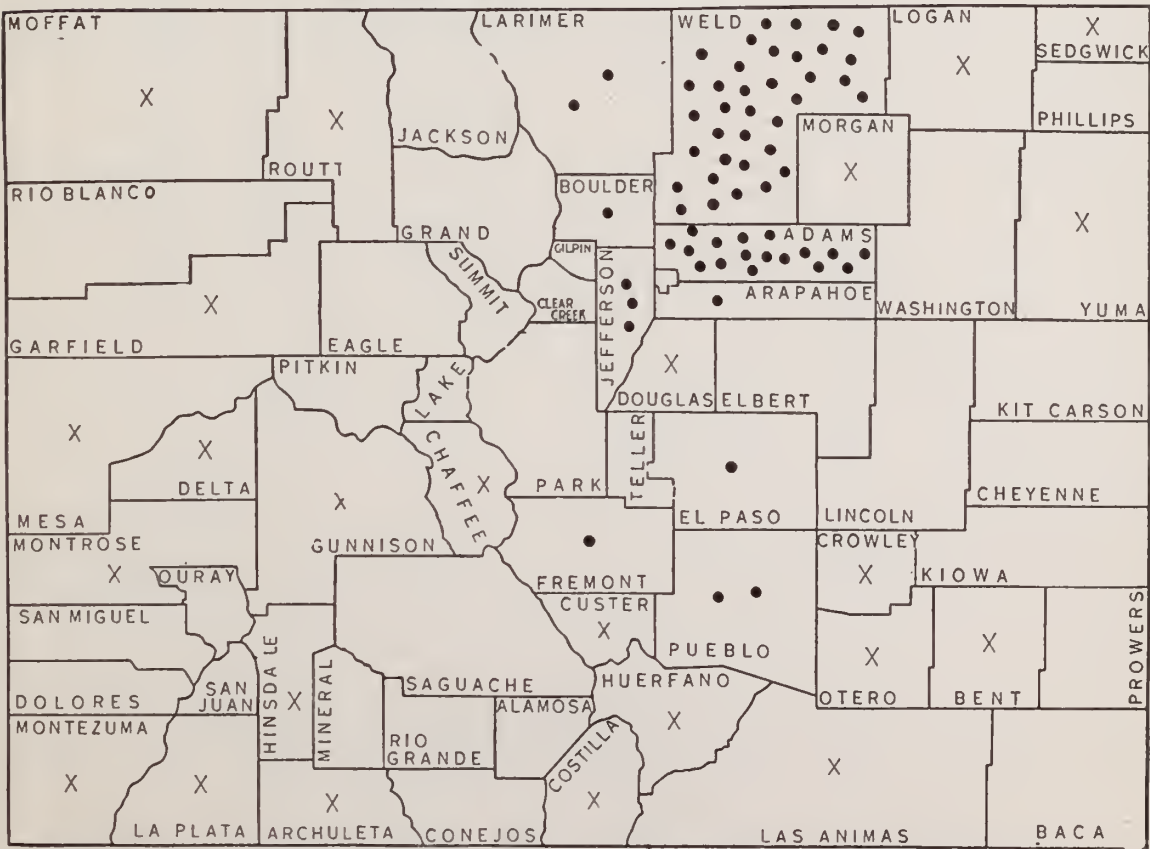 MOFFAT
LARIMER
WELD
LOGAN
X
SEDGWICK
X
X
X
JACKSON
MORGAN
PHILLIPS
ROUTT
X
RIO BLANCO
BOULDER
X
GRAND
GILPIN
ADAMS
SUMMIT
JEFFERSON
X
CLEAR
CREEK
ARAPAHOE
WASHINGTON
YUMA
GARFIELD
EAGLE
PITKIN
LAKE
X
DOUGLAS
ELBERT
KIT CARSON
X
X
CHAFFEE
TELLER
DELTA
X
X
PARK
CHEYENNE
MESA
EL PASO
LINCOLN
MONTROSE
GUNNISON
CROWLEY
X
OURAY
X
KIOWA
FREMONT
SAN MIGUEL
CUSTER
PROWERS
X
X
X
PUEBLO
HINSDALE
MINERAL
SAGUACHE
HUERFANO
DOLORES
SAN
JUAN
X
ALAMOSA
OTERO
BENT
MONTEZUMA
X
RIO
GRANDE
COSTILLA
X
X
X
X
X
LA PLATA
ARCHULETA
CONEJOS
LAS ANIMAS
BACA